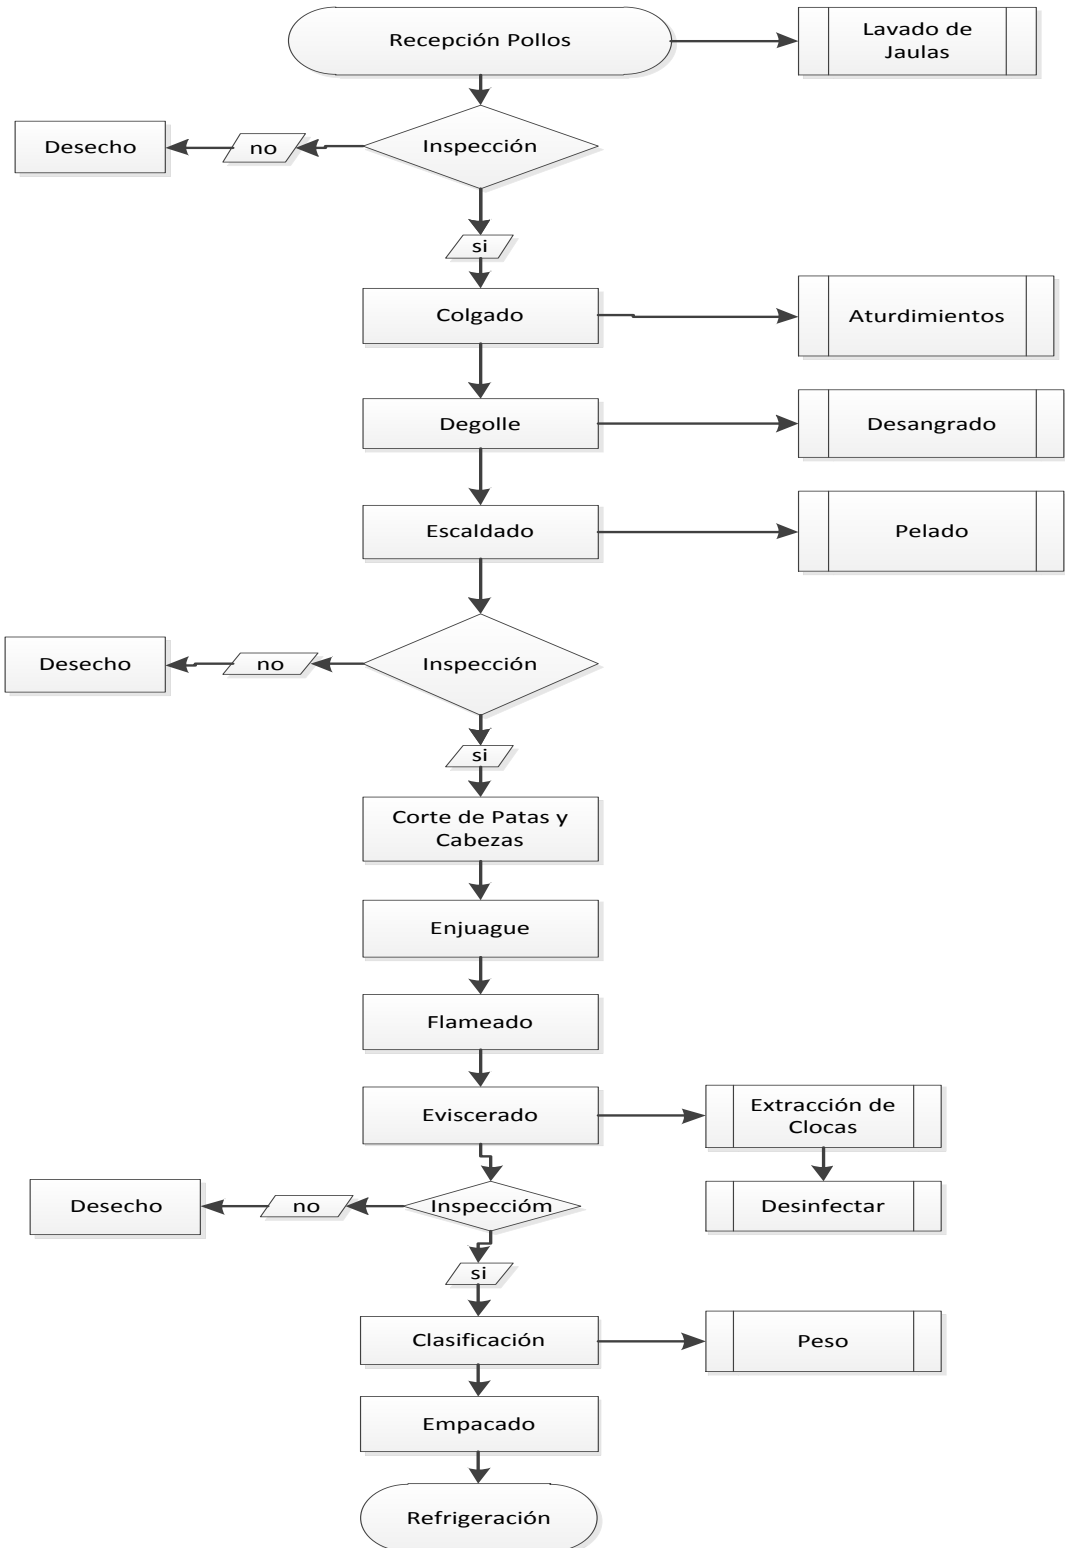 Recepción Pollos
Lavado de
Jaulas
Inspección
no
Desecho
si
Colgado
Aturdimientos
Degolle
Desangrado
Escaldado
Pelado
Inspección
no
Desecho
si
Corte de Patas y
Cabezas
Enjuague
Flameado
Eviscerado
Extracción de
Clocas
Desinfectar
Inspeccióm
no
Desecho
si
Clasificación
Peso
Empacado
Refrigeración